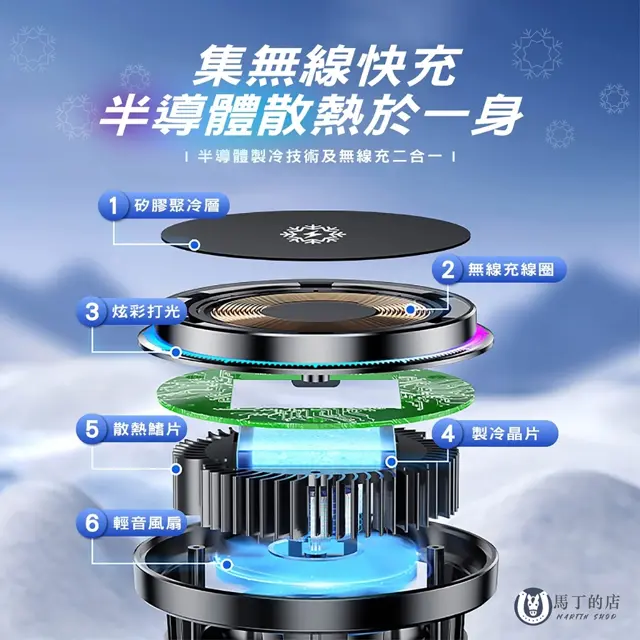 集無線快充
半導體散熱於一身
半導體製冷技術及無線充二合一
1 矽膠聚冷層
2 無線充線圈
3 炫彩打光
5 散熱鰭片
4 製冷晶片
6 輕音風扇
馬丁的店
MARTIN SHOP